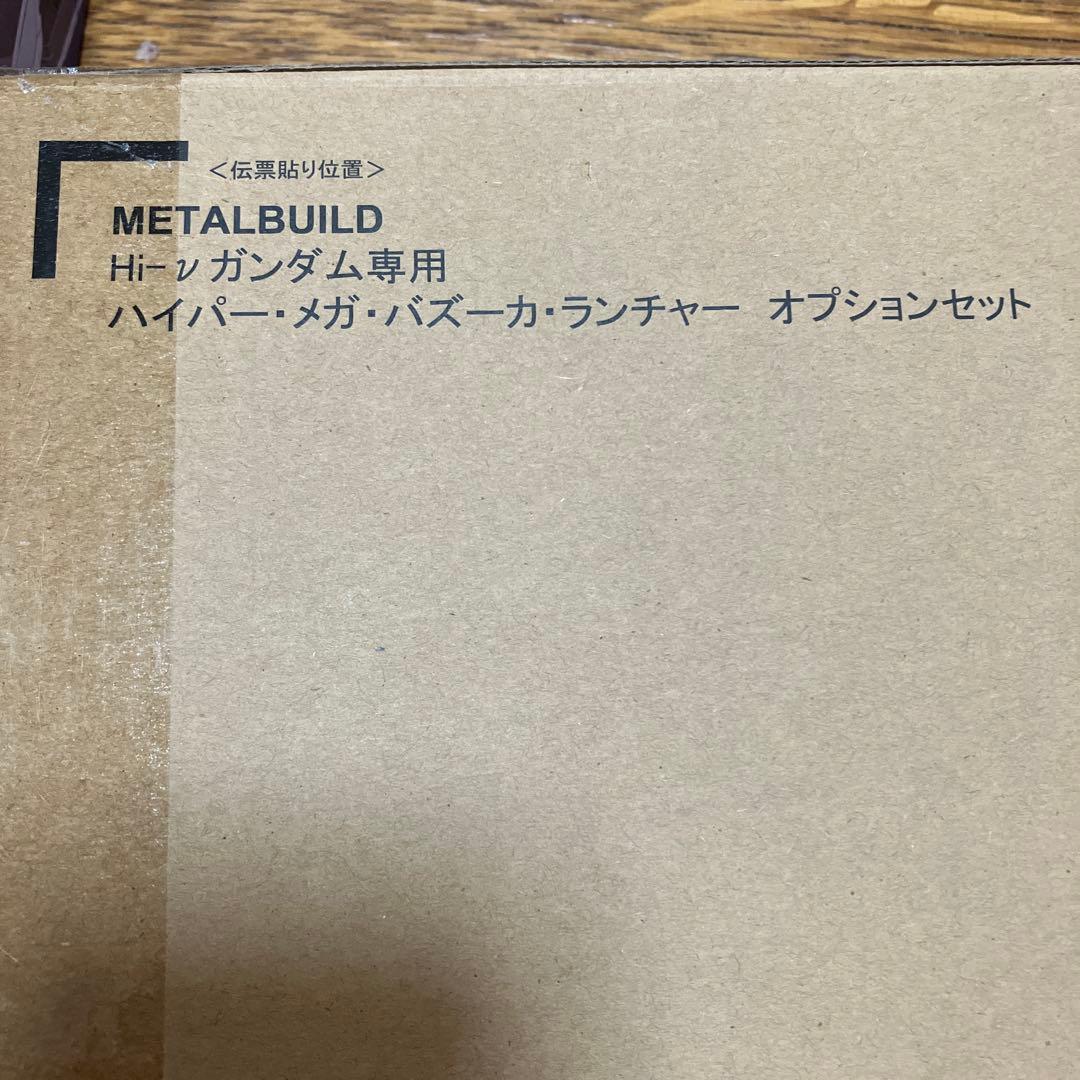 ＜伝票貼り位置＞
METALBUILD
Hi-νガンダム専用
ハイパー・メガ・バズーカ・ランチャー　オプションセット